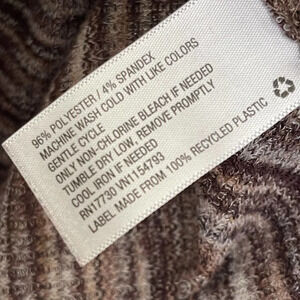 96% POLYESTER / 4% SPANDEX
MACHINE WASH COLD WITH LIKE COLORS
GENTLE CYCLE
ONLY NON-CHLORINE BLEACH IF NEEDED
TUMBLE DRY LOW, REMOVE PROMPTLY
COOL IRON IF NEEDED
RN17730 VN1154793
LABEL MADE FROM 100% RECYCLED PLASTIC